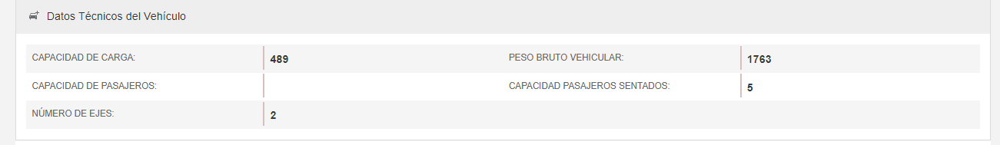 Datos Técnicos del Vehículo
CAPACIDAD DE CARGA: 489 PESO BRUTO VEHICULAR: 1763
CAPACIDAD DE PASAJEROS: CAPACIDAD PASAJEROS SENTADOS: 5
NÚMERO DE EJES: 2